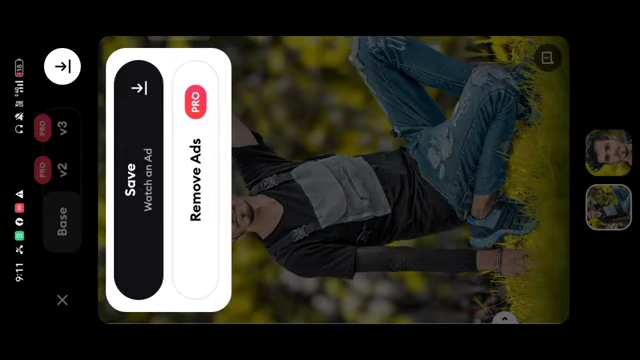 9:11
Base
v2
PRO
v3
PRO
Save
Watch an Ad
Remove Ads
PRO